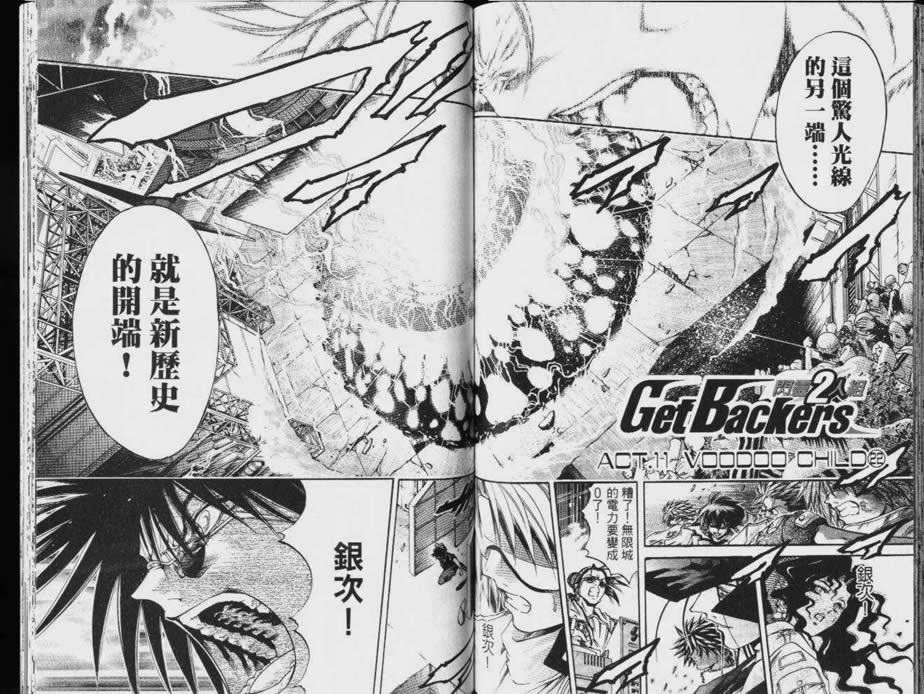 這個驚人光線
的另一端……
就是新歷史
的開端！
閃靈2人組
GetBackers
ACT.11 VOODOO CHILD㉒
銀次！
糟了！無限城
的電力要變成
0了！
銀次！
銀次！